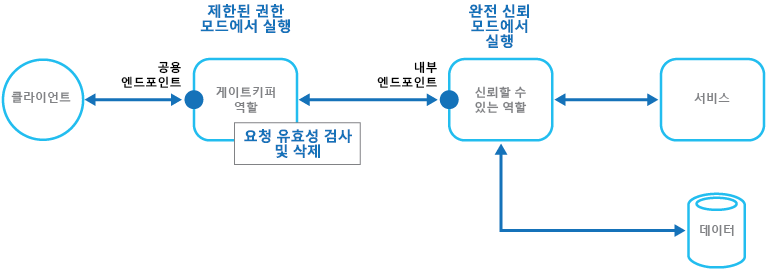 제한된 권한
모드에서 실행
완전 신뢰
모드에서
실행
공용
엔드포인트
내부
엔드포인트
클라이언트
게이트키퍼
역할
신뢰할 수
있는 역할
서비스
요청 유효성 검사
및 삭제
데이터